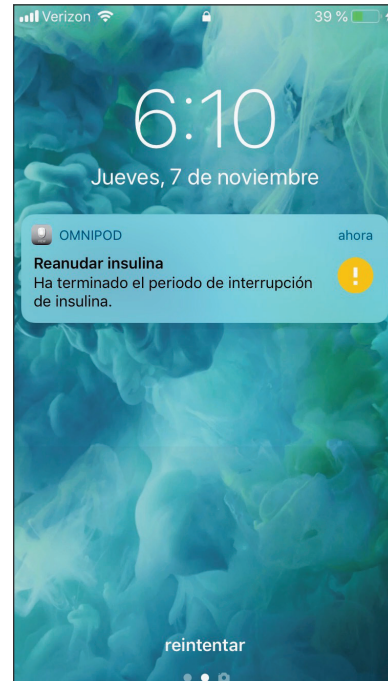 Verizon 39 %
6:10
Jueves, 7 de noviembre
OMNIPOD ahora
Reanudar insulina
Ha terminado el periodo de interrupción
de insulina.
reintentar